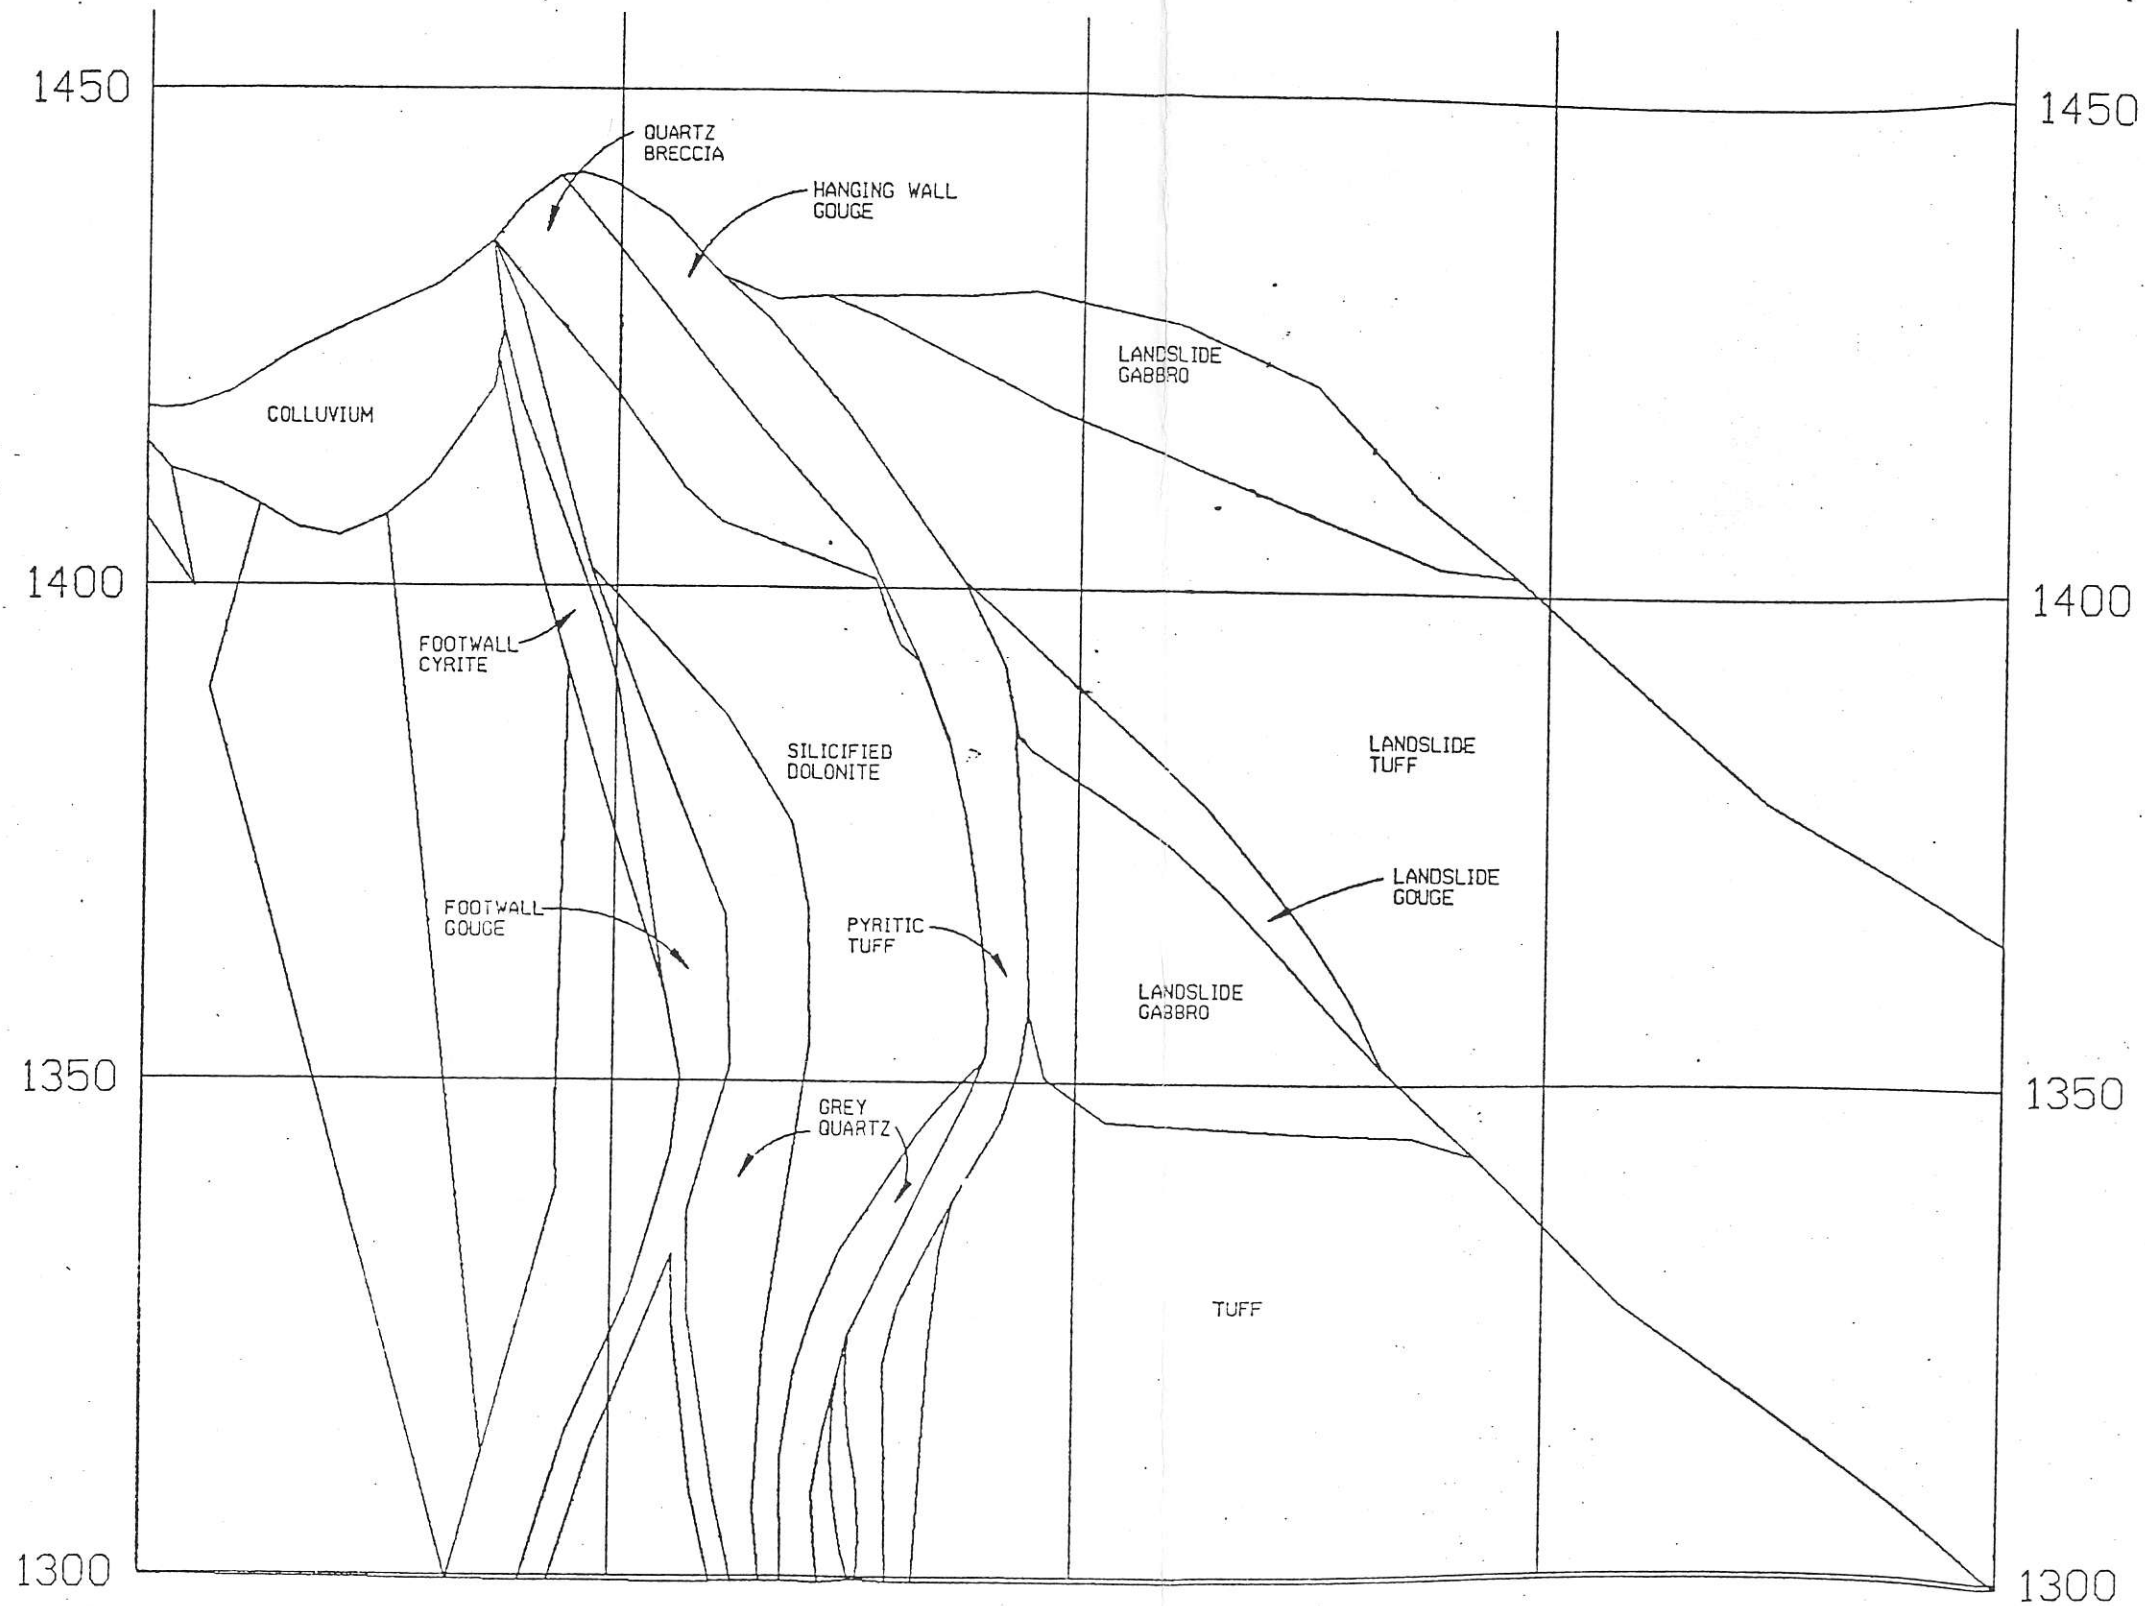 1450
1450
QUARTZ
BRECCIA
HANGING WALL
GOUGE
LANDSLIDE
GABBRO
COLLUVIUM
1400
1400
FOOTWALL
CYRITE
SILICIFIED
DOLONITE
LANDSLIDE
TUFF
LANDSLIDE
GOUGE
FOOTWALL
GOUGE
PYRITIC
TUFF
LANDSLIDE
GABBRO
1350
1350
GREY
QUARTZ
TUFF
1300
1300